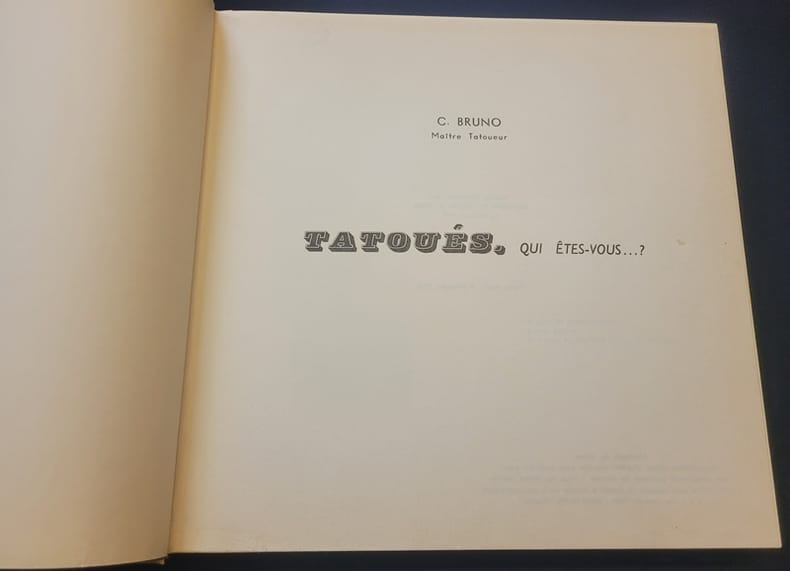 C. BRUNO
Maître Tatoueur
TATOUÉS, QUI ÊTES-VOUS...?